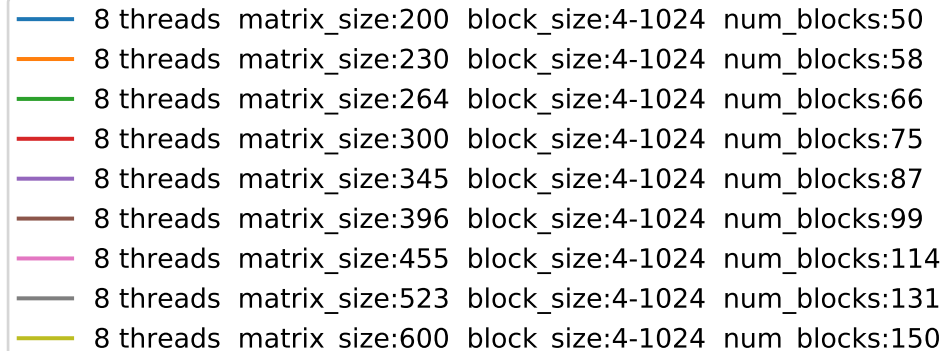 8 threads matrix_size:200 block_size:4-1024 num_blocks:50
8 threads matrix_size:230 block_size:4-1024 num_blocks:58
8 threads matrix_size:264 block_size:4-1024 num_blocks:66
8 threads matrix_size:300 block_size:4-1024 num_blocks:75
8 threads matrix_size:345 block_size:4-1024 num_blocks:87
8 threads matrix_size:396 block_size:4-1024 num_blocks:99
8 threads matrix_size:455 block_size:4-1024 num_blocks:114
8 threads matrix_size:523 block_size:4-1024 num_blocks:131
8 threads matrix_size:600 block_size:4-1024 num_blocks:150